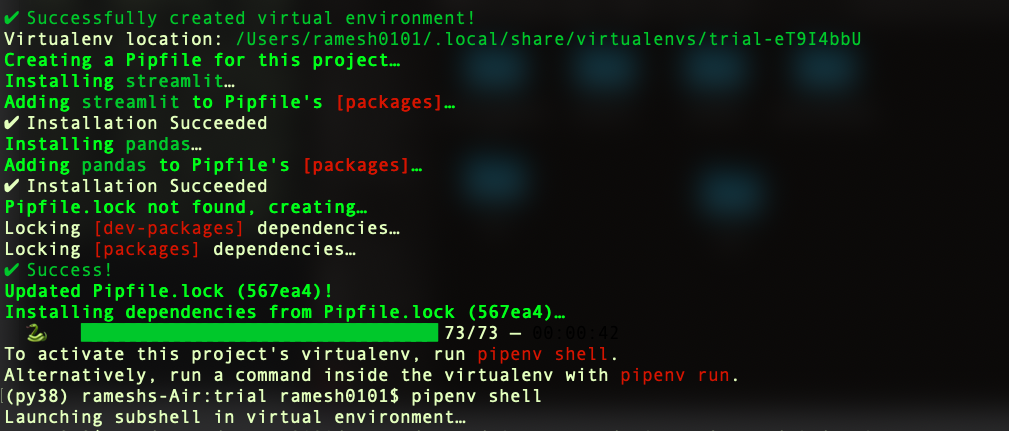 ✔ Successfully created virtual environment!
Virtualenv location: /Users/ramesh0101/.local/share/virtualenvs/trial-eT9I4bbU
Creating a Pipfile for this project…
Installing streamlit…
Adding streamlit to Pipfile's [packages]…
✔ Installation Succeeded
Installing pandas…
Adding pandas to Pipfile's [packages]…
✔ Installation Succeeded
Pipfile.lock not found, creating…
Locking [dev-packages] dependencies…
Locking [packages] dependencies…
✔ Success!
Updated Pipfile.lock (567ea4)!
Installing dependencies from Pipfile.lock (567ea4)…
🐍 73/73 — 00:00:42
To activate this project's virtualenv, run pipenv shell.
Alternatively, run a command inside the virtualenv with pipenv run.
(py38) rameshs-Air:trial ramesh0101$ pipenv shell
Launching subshell in virtual environment…